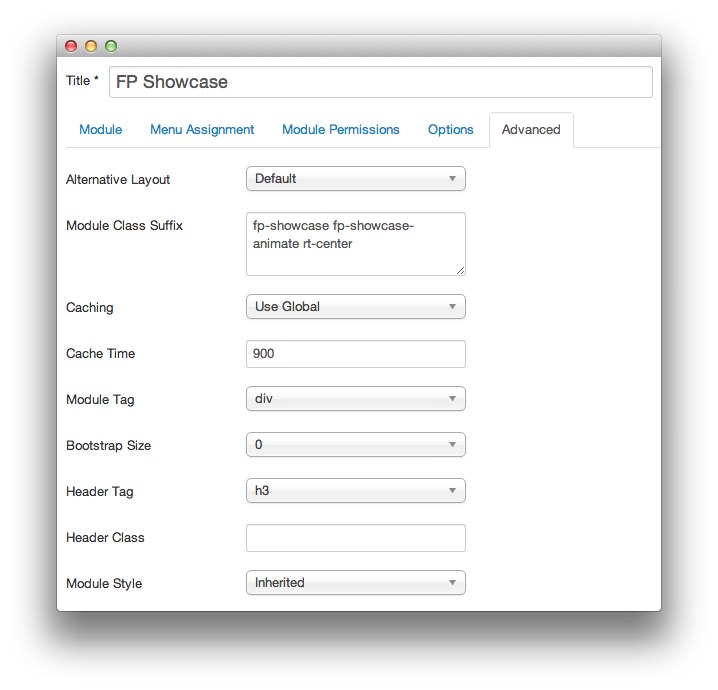 Title * FP Showcase
Module Menu Assignment Module Permissions Options Advanced
Alternative Layout Default
Module Class Suffix fp-showcase fp-showcase-
animate rt-center
Caching Use Global
Cache Time 900
Module Tag div
Bootstrap Size 0
Header Tag h3
Header Class
Module Style Inherited